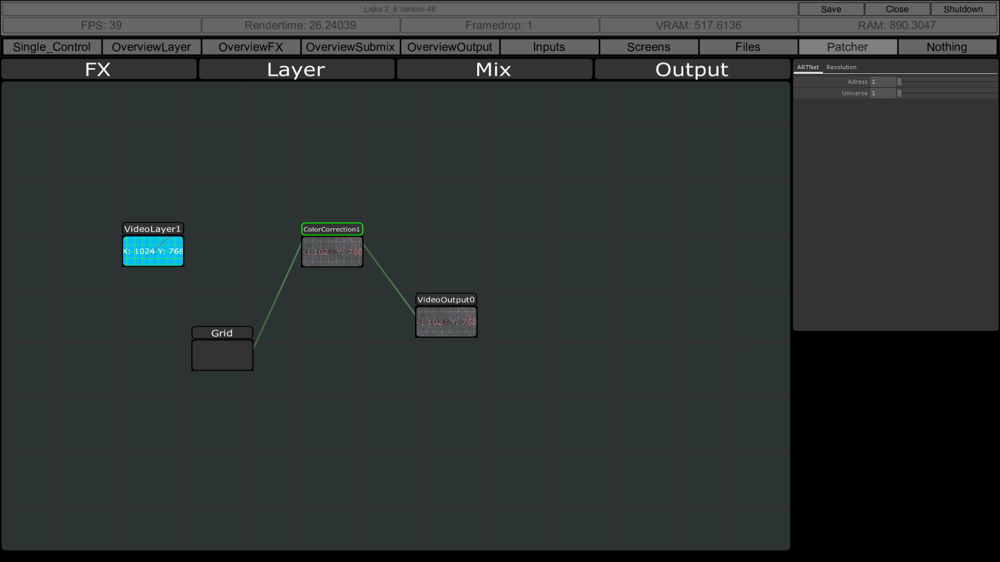 Lajka 2_6 Version 48
Save
Close
Shutdown
FPS: 39
Rendertime: 26.24039
Framedrop: 1
VRAM: 517.6136
RAM: 890.3047
Single_Control
OverviewLayer
OverviewFX
OverviewSubmix
OverviewOutput
Inputs
Screens
Files
Patcher
Nothing
FX
Layer
Mix
Output
ARTNet
Resolution
Adress 1
Universe 1
VideoLayer1
X: 1024 Y: 768
ColorCorrection1
X: 1024 Y: 768
VideoOutput0
X: 1024 Y: 768
Grid